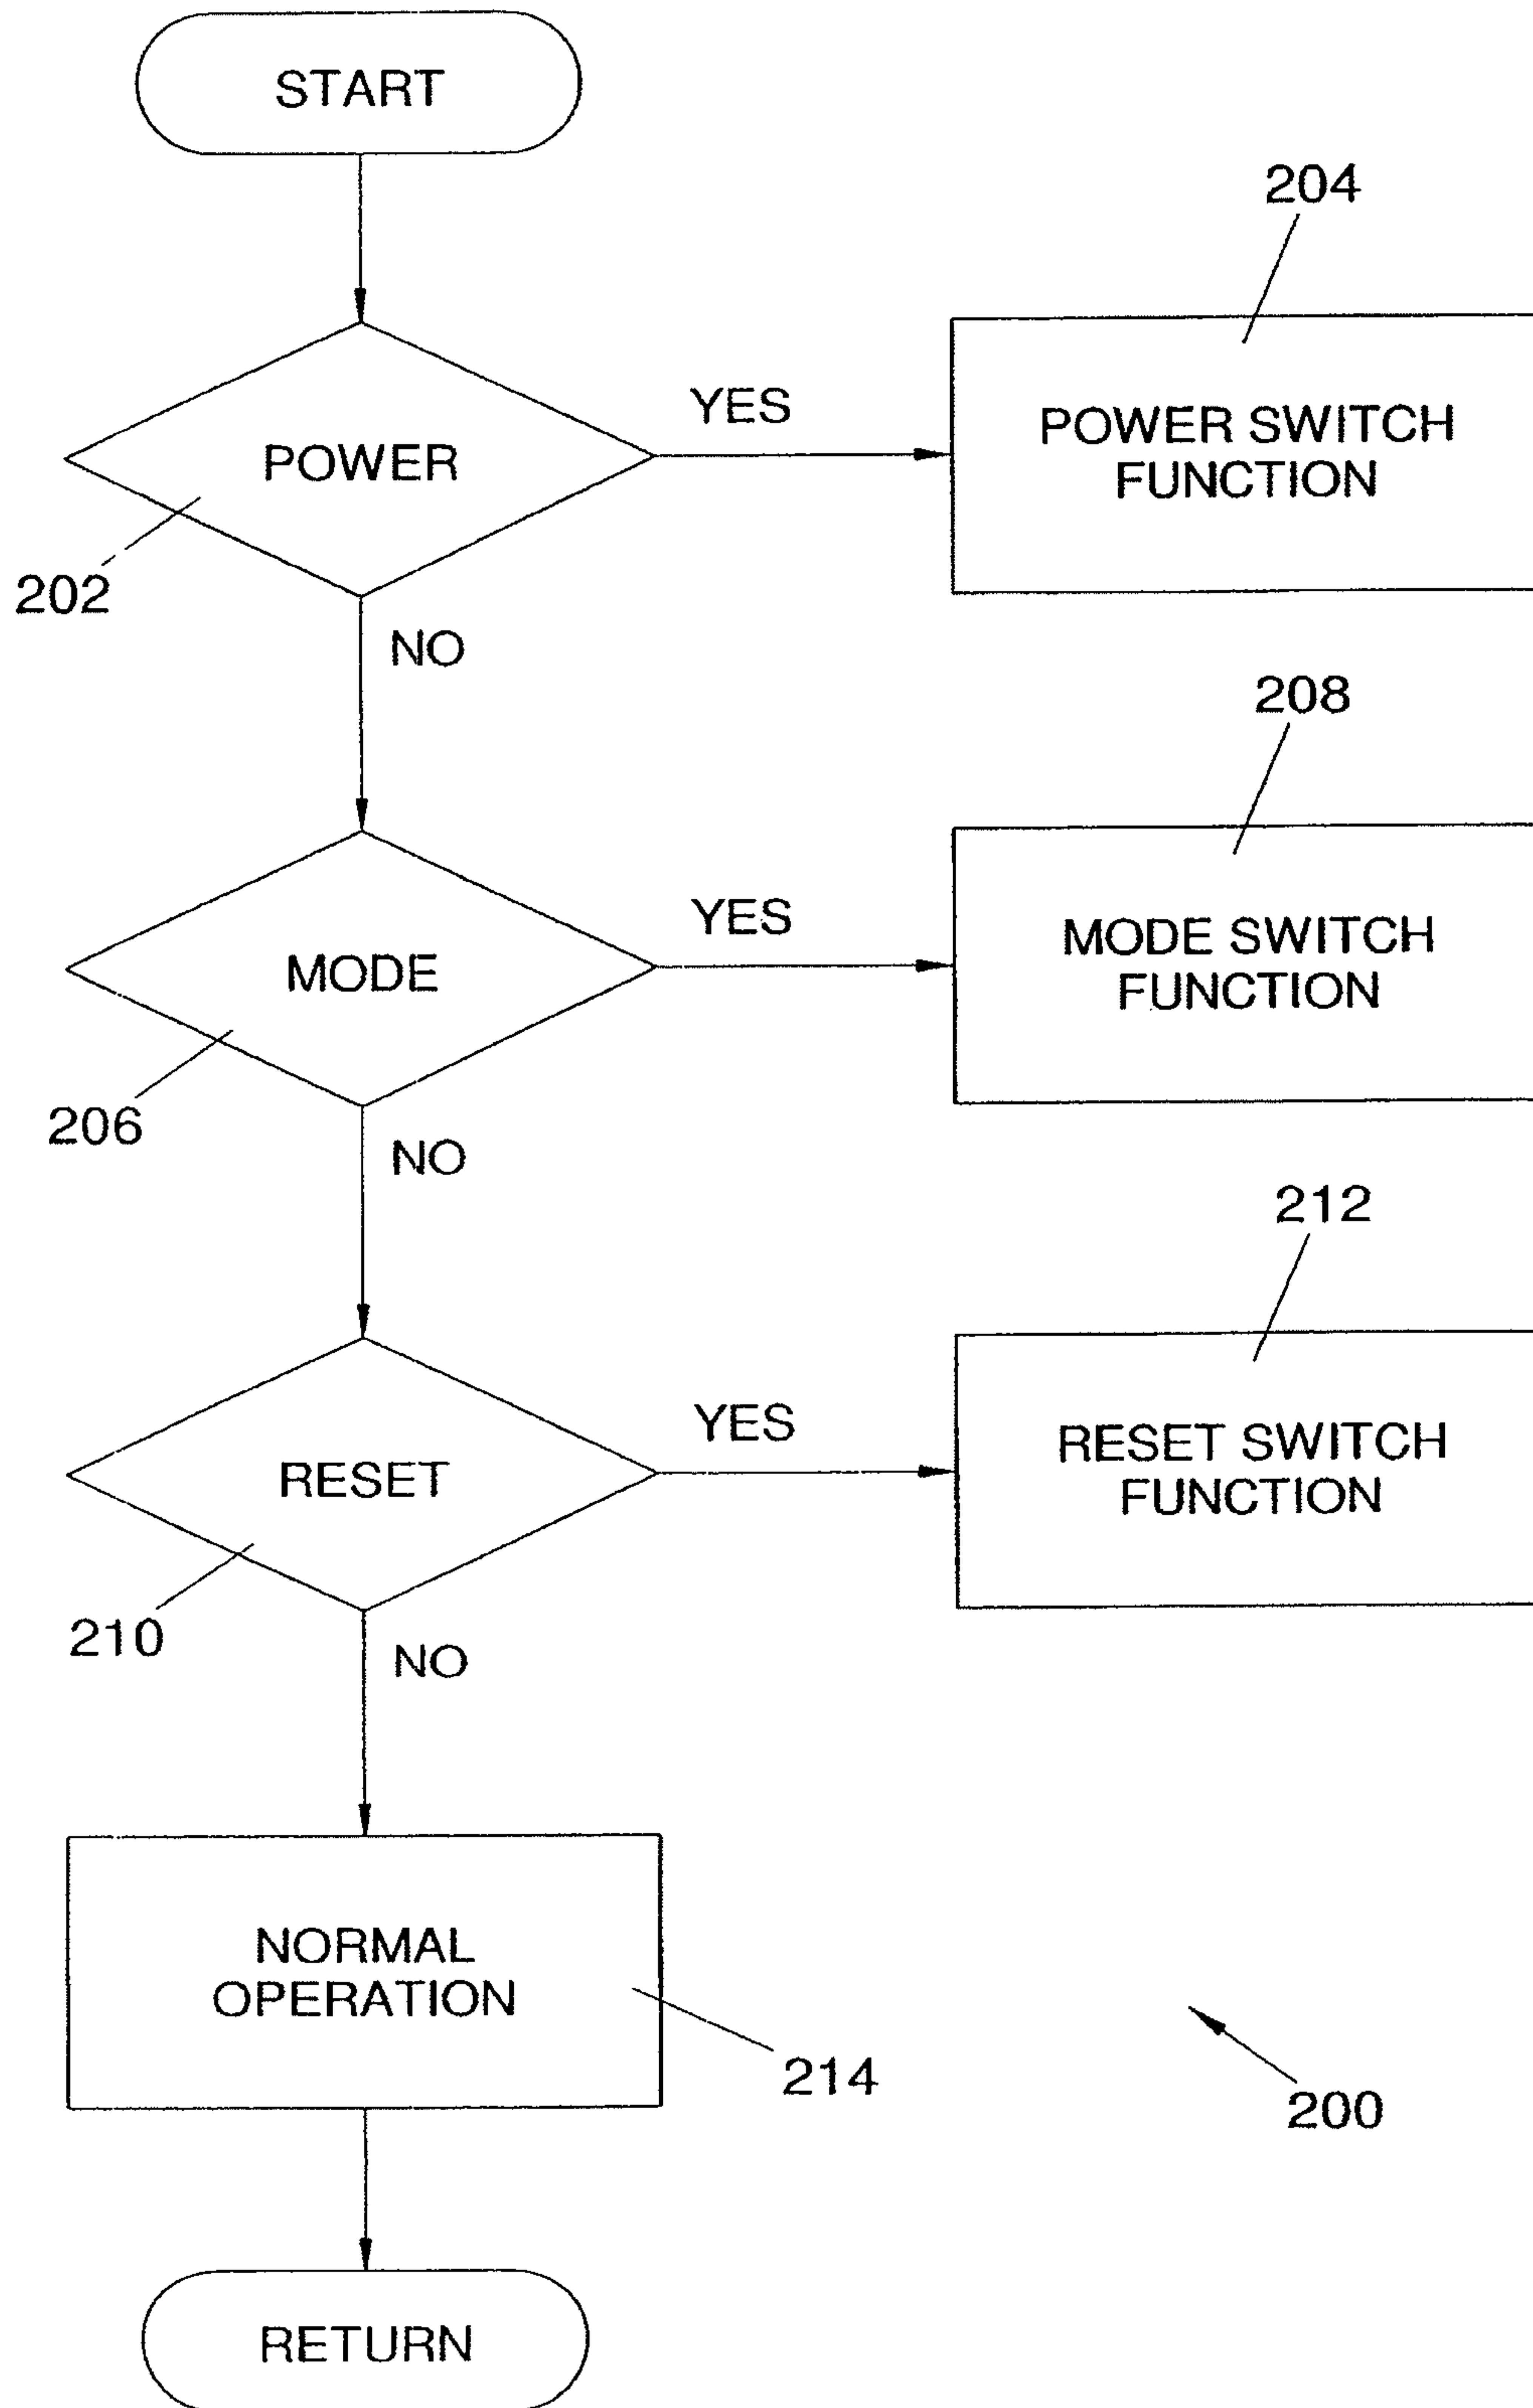 START
204
POWER
YES
POWER SWITCH
FUNCTION
202
NO
208
MODE
YES
MODE SWITCH
FUNCTION
206
NO
212
RESET
YES
RESET SWITCH
FUNCTION
210
NO
NORMAL
OPERATION
214
200
RETURN